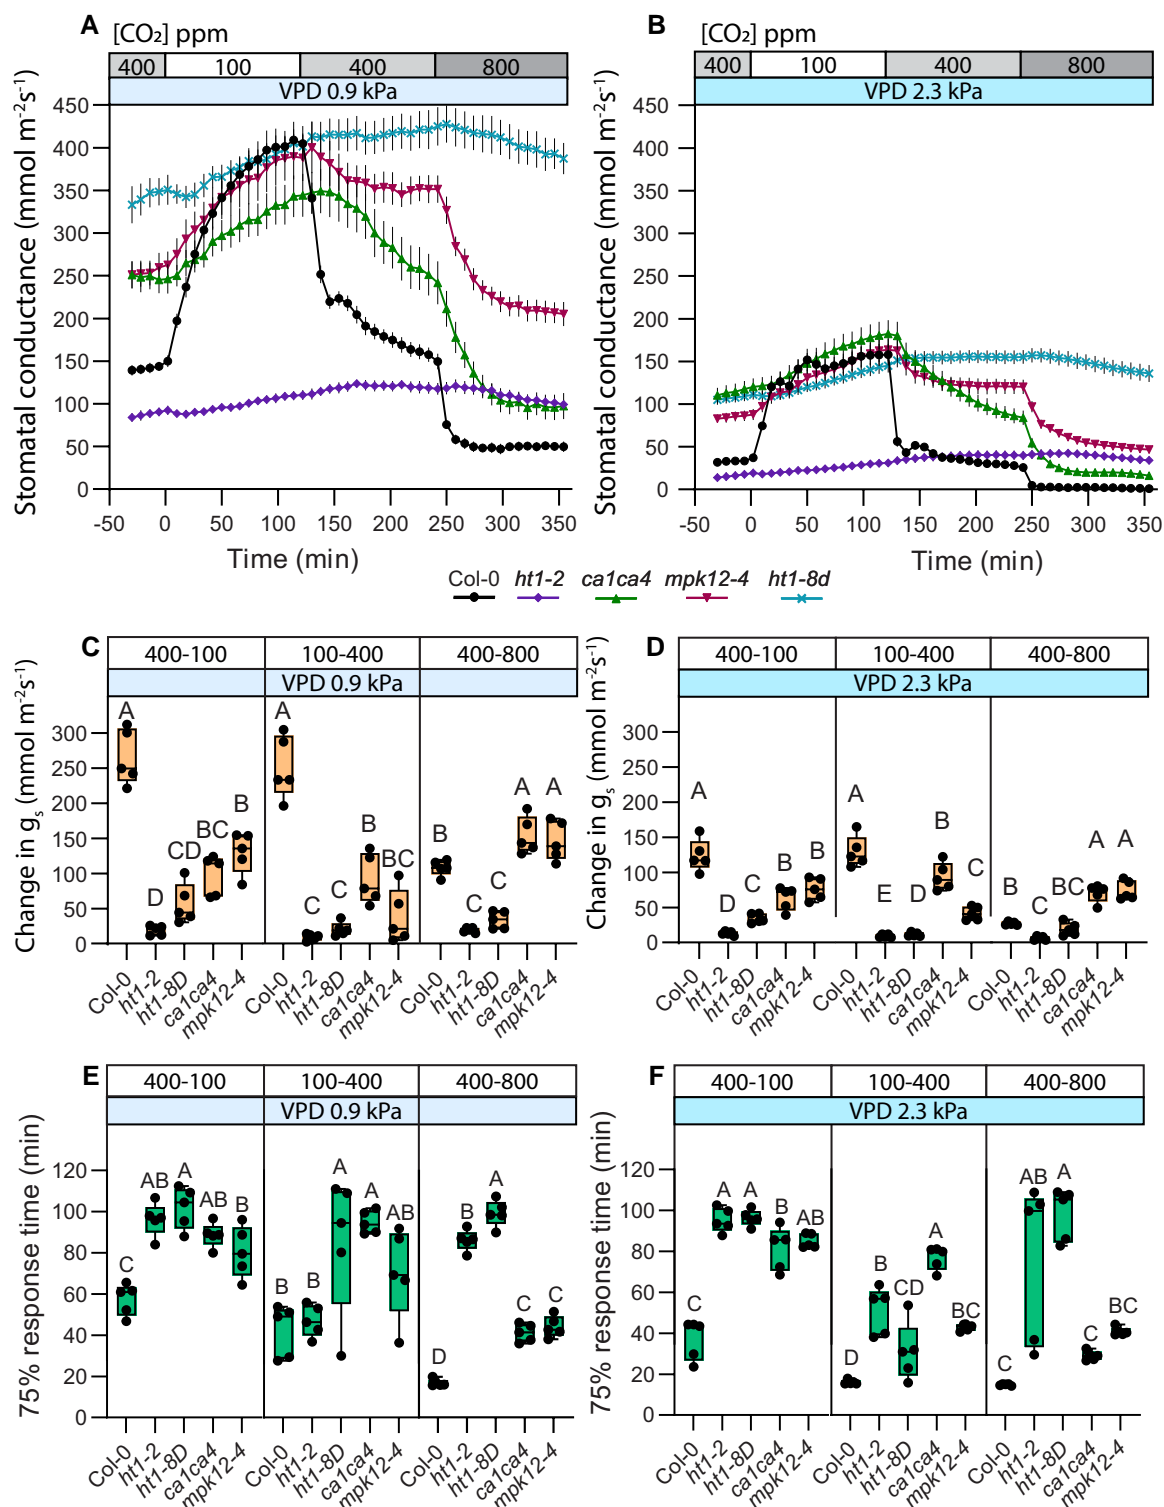 A
[CO₂] ppm
400 100 400 800
VPD 0.9 kPa
Stomatal conductance (mmol m⁻²s⁻¹)
450
400
350
300
250
200
150
100
50
0
-50 0 50 100 150 200 250 300 350
Time (min)
B
[CO₂] ppm
400 100 400 800
VPD 2.3 kPa
Stomatal conductance (mmol m⁻²s⁻¹)
450
400
350
300
250
200
150
100
50
0
-50 0 50 100 150 200 250 300 350
Time (min)
Col-0 ht1-2 ca1ca4 mpk12-4 ht1-8d
C
400-100 100-400 400-800
VPD 0.9 kPa
Change in gₛ (mmol m⁻²s⁻¹)
300
250
200
150
100
50
0
A D CD BC B
A C C B BC
B C C A A
Col-0 ht1-2 ht1-8D ca1ca4 mpk12-4
Col-0 ht1-2 ht1-8D ca1ca4 mpk12-4
Col-0 ht1-2 ht1-8D ca1ca4 mpk12-4
D
400-100 100-400 400-800
VPD 2.3 kPa
Change in gₛ (mmol m⁻²s⁻¹)
300
250
200
150
100
50
0
A D C B B
A E D B C
B C BC A A
Col-0 ht1-2 ht1-8D ca1ca4 mpk12-4
Col-0 ht1-2 ht1-8D ca1ca4 mpk12-4
Col-0 ht1-2 ht1-8D ca1ca4 mpk12-4
E
400-100 100-400 400-800
VPD 0.9 kPa
75% response time (min)
120
100
80
60
40
20
0
C AB A AB B
B B A A AB
D B A C C
Col-0 ht1-2 ht1-8D ca1ca4 mpk12-4
Col-0 ht1-2 ht1-8D ca1ca4 mpk12-4
Col-0 ht1-2 ht1-8D ca1ca4 mpk12-4
F
400-100 100-400 400-800
VPD 2.3 kPa
75% response time (min)
120
100
80
60
40
20
0
C A A B AB
D B CD A BC
C AB A C BC
Col-0 ht1-2 ht1-8D ca1ca4 mpk12-4
Col-0 ht1-2 ht1-8D ca1ca4 mpk12-4
Col-0 ht1-2 ht1-8D ca1ca4 mpk12-4